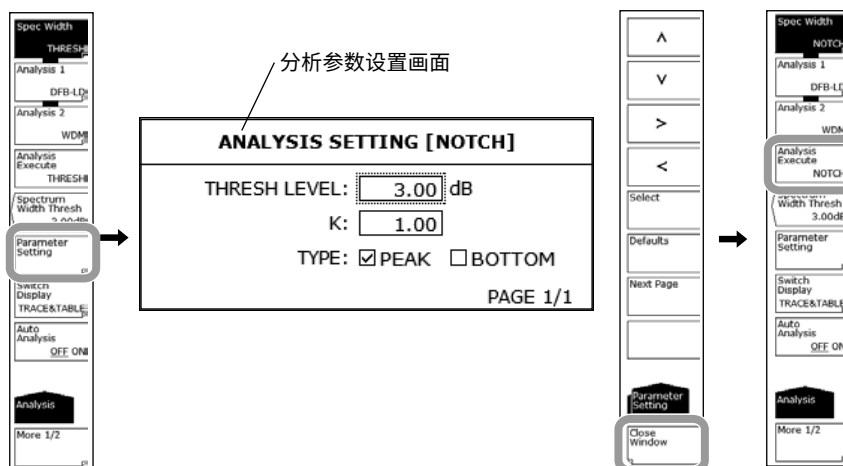 Spec Width
THRESH
Analysis 1
DFB-LD
Analysis 2
WDM
Analysis
Execute
THRESH
Spectrum
Width Thresh
3.00dB
Parameter
Setting
Switch
Display
TRACE&TABLE
Auto
Analysis
OFF ON
Analysis
More 1/2
分析参数设置画面
ANALYSIS SETTING [NOTCH]
THRESH LEVEL: 3.00 dB
K: 1.00
TYPE: PEAK BOTTOM
PAGE 1/1
∧
∨
>
<
Select
Defaults
Next Page
Parameter
Setting
Close
Window
Spec Width
NOTCH
Analysis 1
DFB-LD
Analysis 2
WDM
Analysis
Execute
NOTCH
Width Thresh
3.00dB
Parameter
Setting
Switch
Display
TRACE&TABLE
Auto
Analysis
OFF ON
Analysis
More 1/2